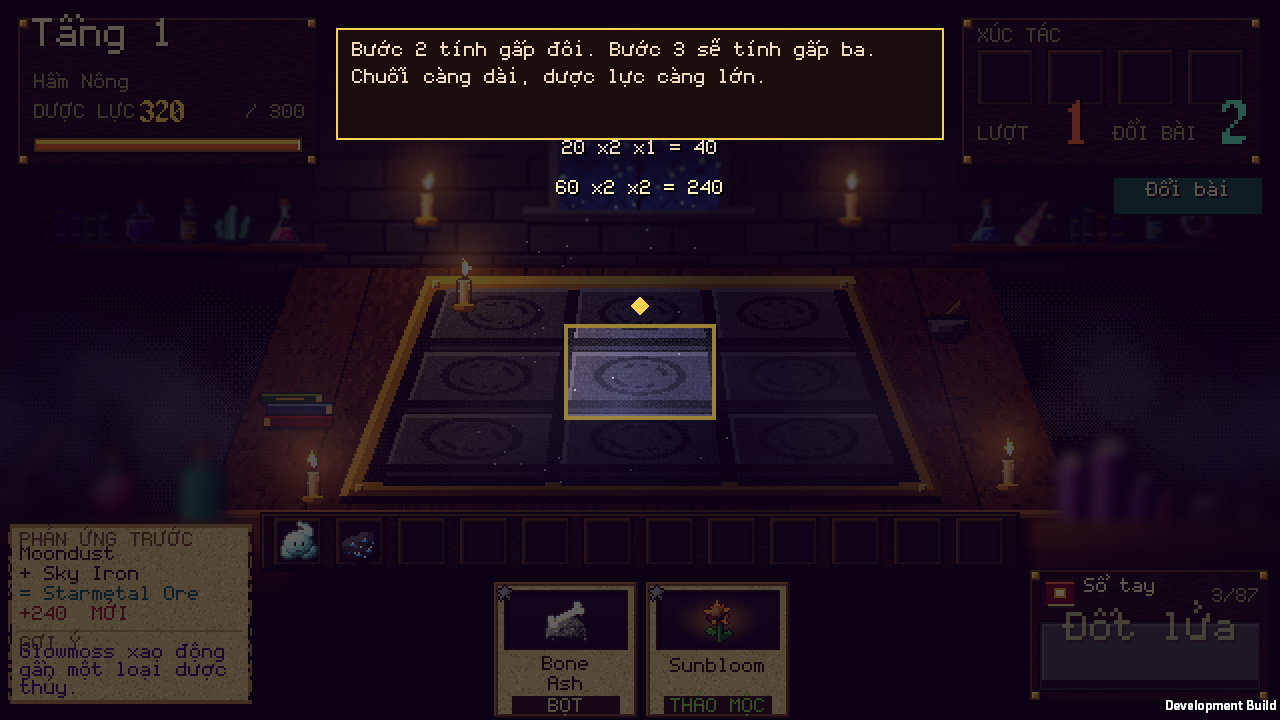 Tầng 1
Hầm Nông
DƯỢC LỰC 320 / 300
Bước 2 tính gấp đôi. Bước 3 sẽ tính gấp ba.
Chuỗi càng dài, dược lực càng lớn.
20 x2 x1 = 40
60 x2 x2 = 240
XÚC TÁC
LƯỢT 1 ĐỔI BÀI 2
Đổi bài
PHẢN ỨNG TRƯỚC
Moondust
+ Sky Iron
= Starmetal Ore
+240 MỚI
GỢI Ý
Glowmoss xao động
gần một loại dược
thủy.
Bone
Ash
BỘT
Sunbloom
THẢO MỘC
Sổ tay
3/87
Đốt lửa
Development Build